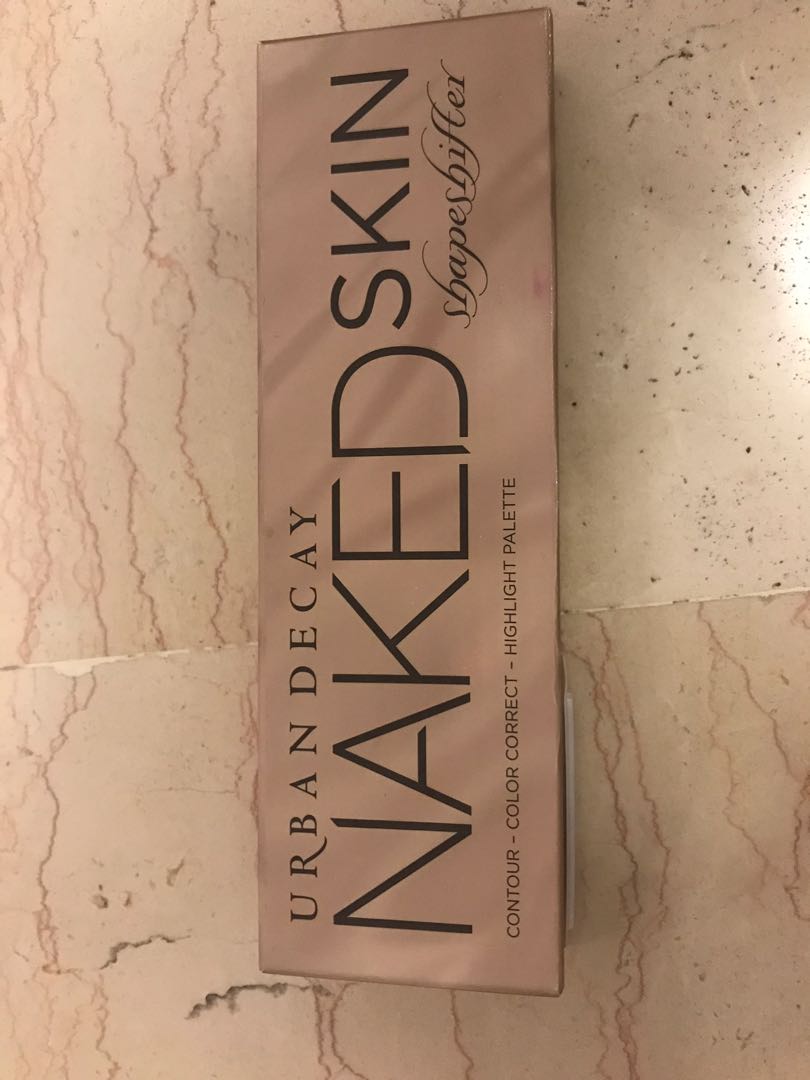 URBAN DECAY
NAKEDSKIN
shapeshifter
CONTOUR – COLOR CORRECT – HIGHLIGHT PALETTE